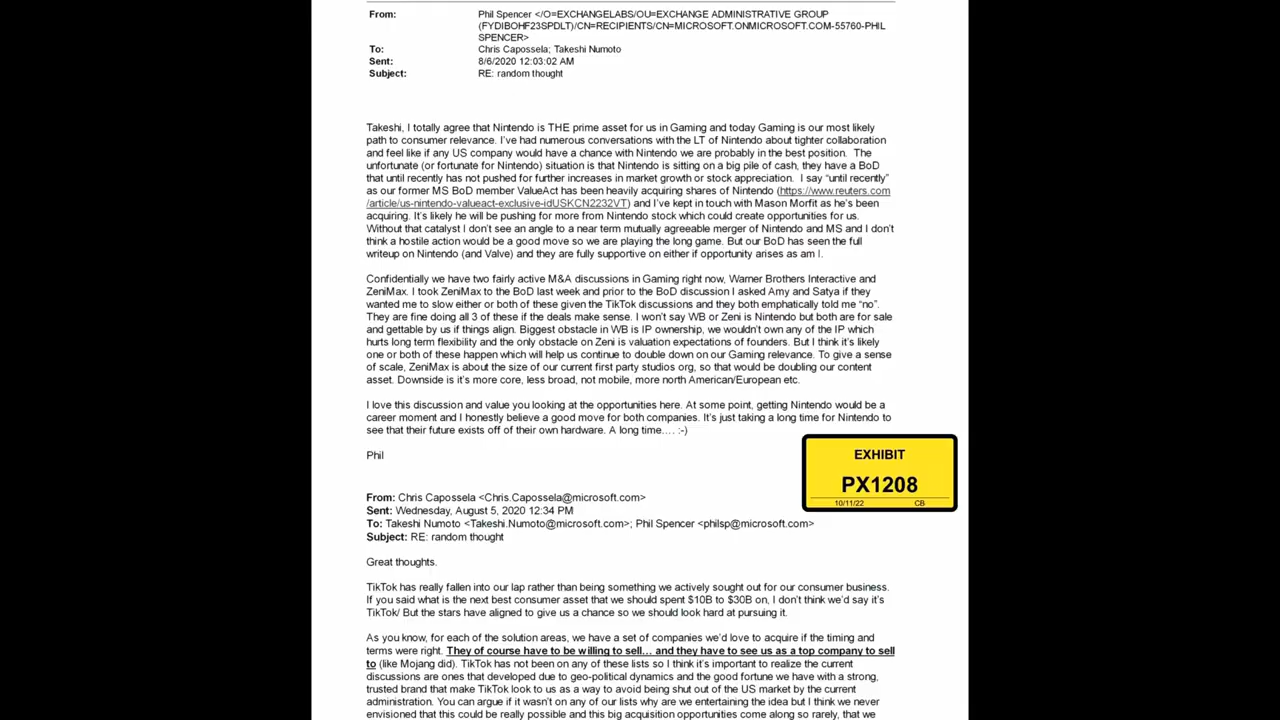 From: Phil Spencer </O=EXCHANGELABS/OU=EXCHANGE ADMINISTRATIVE GROUP
(FYDIBOHF23SPDLT)/CN=RECIPIENTS/CN=MICROSOFT.ONMICROSOFT.COM-55760-PHIL
SPENCER>
To: Chris Capossela; Takeshi Numoto
Sent: 8/6/2020 12:03:02 AM
Subject: RE: random thought
Takeshi, I totally agree that Nintendo is THE prime asset for us in Gaming and today Gaming is our most likely
path to consumer relevance. I've had numerous conversations with the LT of Nintendo about tighter collaboration
and feel like if any US company would have a chance with Nintendo we are probably in the best position. The
unfortunate (or fortunate for Nintendo) situation is that Nintendo is sitting on a big pile of cash, they have a BoD
that until recently has not pushed for further increases in market growth or stock appreciation. I say "until recently"
as our former MS BoD member ValueAct has been heavily acquiring shares of Nintendo (https://www.reuters.com
/article/us-nintendo-valueact-exclusive-idUSKCN2232VT) and I've kept in touch with Mason Morfit as he's been
acquiring. It's likely he will be pushing for more from Nintendo stock which could create opportunities for us.
Without that catalyst I don't see an angle to a near term mutually agreeable merger of Nintendo and MS and I don't
think a hostile action would be a good move so we are playing the long game. But our BoD has seen the full
writeup on Nintendo (and Valve) and they are fully supportive on either if opportunity arises as am I.
Confidentially we have two fairly active M&A discussions in Gaming right now, Warner Brothers Interactive and
ZeniMax. I took ZeniMax to the BoD last week and prior to the BoD discussion I asked Amy and Satya if they
wanted me to slow either or both of these given the TikTok discussions and they both emphatically told me "no".
They are fine doing all 3 of these if the deals make sense. I won't say WB or Zeni is Nintendo but both are for sale
and gettable by us if things align. Biggest obstacle in WB is IP ownership, we wouldn't own any of the IP which
hurts long term flexibility and the only obstacle on Zeni is valuation expectations of founders. But I think it's likely
one or both of these happen which will help us continue to double down on our Gaming relevance. To give a sense
of scale, ZeniMax is about the size of our current first party studios org, so that would be doubling our content
asset. Downside is it's more core, less broad, not mobile, more north American/European etc.
I love this discussion and value you looking at the opportunities here. At some point, getting Nintendo would be a
career moment and I honestly believe a good move for both companies. It's just taking a long time for Nintendo to
see that their future exists off of their own hardware. A long time.... :-)
Phil
EXHIBIT
PX1208
10/11/22 CB
From: Chris Capossela <Chris.Capossela@microsoft.com>
Sent: Wednesday, August 5, 2020 12:34 PM
To: Takeshi Numoto <Takeshi.Numoto@microsoft.com>; Phil Spencer <philsp@microsoft.com>
Subject: RE: random thought
Great thoughts.
TikTok has really fallen into our lap rather than being something we actively sought out for our consumer business.
If you said what is the next best consumer asset that we should spent $10B to $30B on, I don't think we'd say it's
TikTok/ But the stars have aligned to give us a chance so we should look hard at pursuing it.
As you know, for each of the solution areas, we have a set of companies we'd love to acquire if the timing and
terms were right. They of course have to be willing to sell... and they have to see us as a top company to sell
to (like Mojang did). TikTok has not been on any of these lists so I think it's important to realize the current
discussions are ones that developed due to geo-political dynamics and the good fortune we have with a strong,
trusted brand that make TikTok look to us as a way to avoid being shut out of the US market by the current
administration. You can argue if it wasn't on any of our lists why are we entertaining the idea but I think we never
envisioned that this could be really possible and this big acquisition opportunities come along so rarely, that we